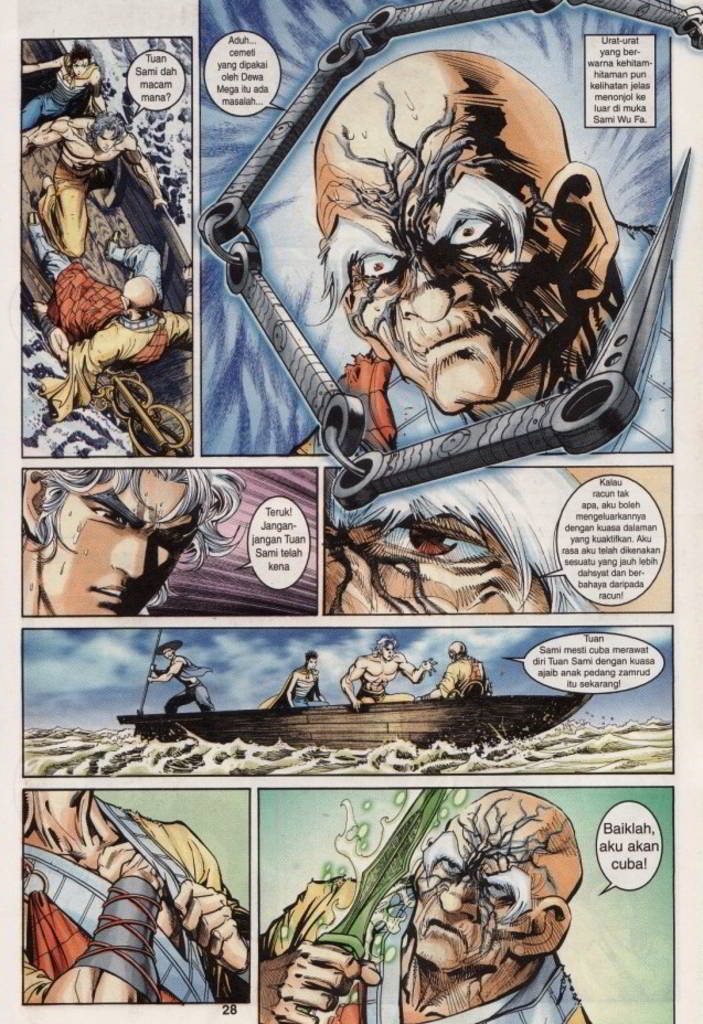 Tuan
Sami dah
macam
mana?
Aduh...
cemeti
yang dipakai
oleh Dewa
Mega itu ada
masalah...
Urat-urat
yang ber-
warna kehitam-
hitaman pun
kelihatan jelas
menonjol ke
luar di muka
Sami Wu Fa.
Teruk!
Jangan-
jangan Tuan
Sami telah
kena
Kalau
racun tak
apa, aku boleh
mengeluarkannya
dengan kuasa dalaman
yang kuaktifkan. Aku
rasa aku telah dikenakan
sesuatu yang jauh lebih
dahsyat dan ber-
bahaya daripada
racun!
Tuan
Sami mesti cuba merawat
diri Tuan Sami dengan kuasa
ajaib anak pedang zamrud
itu sekarang!
Baiklah,
aku akan
cuba!
28